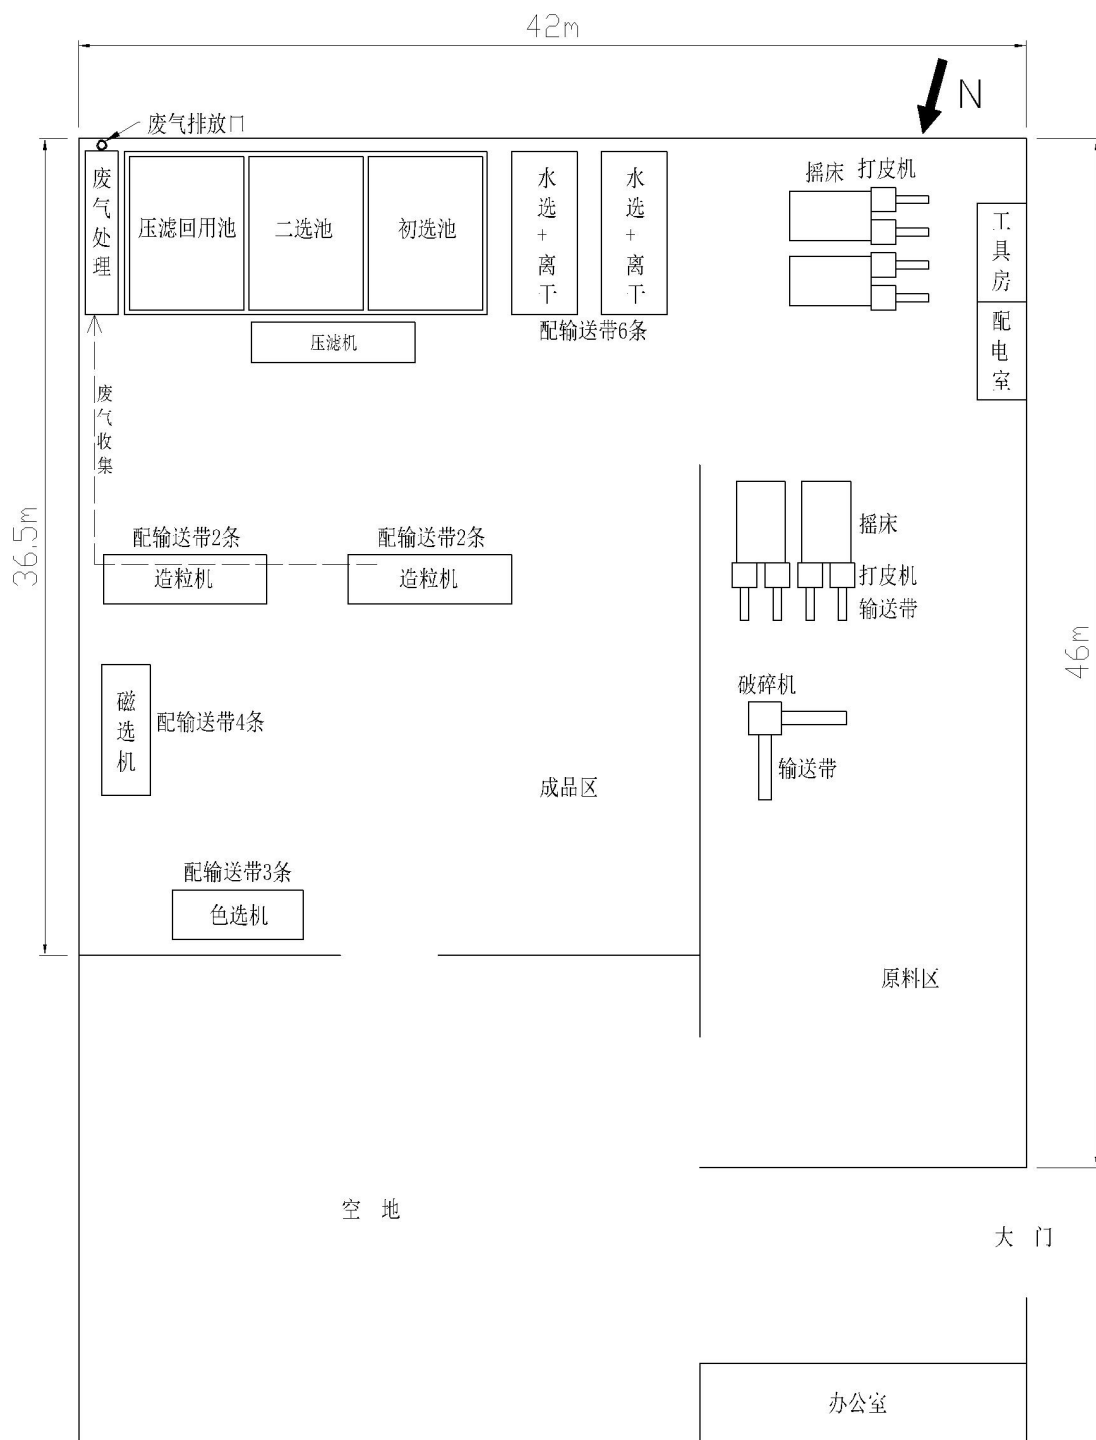 42m
N
废气排放口
废气处理
压滤回用池
二选池
初选池
水选+离干
水选+离干
摇床
打皮机
工具房
配输送带6条
压滤机
配电室
废气收集
36.5m
配输送带2条
配输送带2条
造粒机
造粒机
摇床
打皮机
输送带
46m
磁选机
配输送带4条
破碎机
输送带
成品区
配输送带3条
色选机
原料区
空 地
大 门
办公室